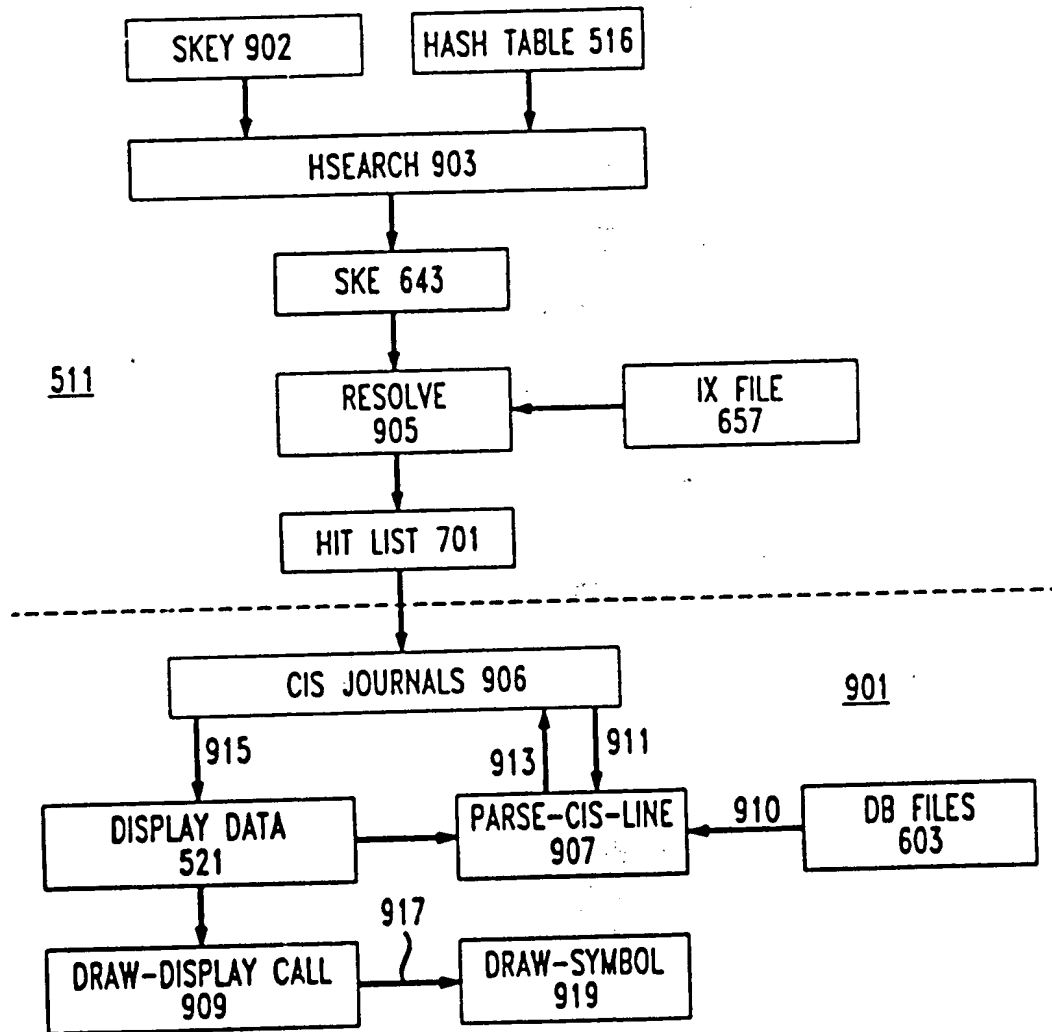 SKEY 902
HASH TABLE 516
HSEARCH 903
SKE 643
511
RESOLVE
905
IX FILE
657
HIT LIST 701
CIS JOURNALS 906
901
915
913
911
DISPLAY DATA
521
PARSE-CIS-LINE
907
910
DB FILES
603
917
DRAW-DISPLAY CALL
909
DRAW-SYMBOL
919